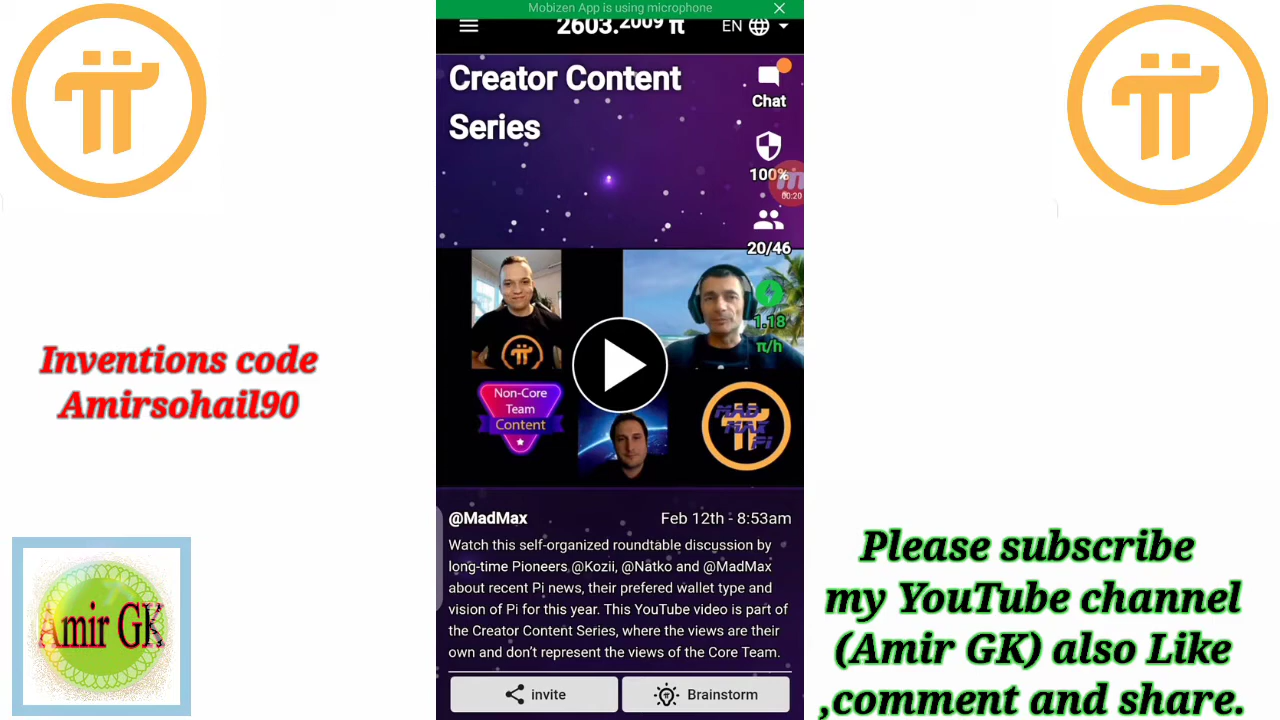 Mobizen App is using microphone
2603.2009 π
EN
Creator Content
Series
Chat
100%
00:20
20/46
1.18
π/h
Non-Core
Team
Content
MAD
MAX
Pi
@MadMax
Feb 12th - 8:53am
Watch this self-organized roundtable discussion by
long-time Pioneers @Kozii, @Natko and @MadMax
about recent Pi news, their prefered wallet type and
vision of Pi for this year. This YouTube video is part of
the Creator Content Series, where the views are their
own and don't represent the views of the Core Team.
invite
Brainstorm
Inventions code
Amirsohail90
Amir GK
Please subscribe
my YouTube channel
(Amir GK) also Like
,comment and share.